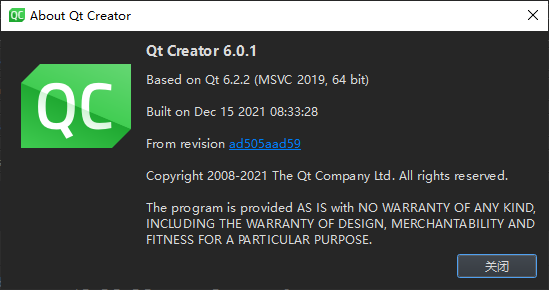 About Qt Creator
QC
Qt Creator 6.0.1
Based on Qt 6.2.2 (MSVC 2019, 64 bit)
Built on Dec 15 2021 08:33:28
From revision ad505aad59
Copyright 2008-2021 The Qt Company Ltd. All rights reserved.
The program is provided AS IS with NO WARRANTY OF ANY KIND,
INCLUDING THE WARRANTY OF DESIGN, MERCHANTABILITY AND
FITNESS FOR A PARTICULAR PURPOSE.
关闭